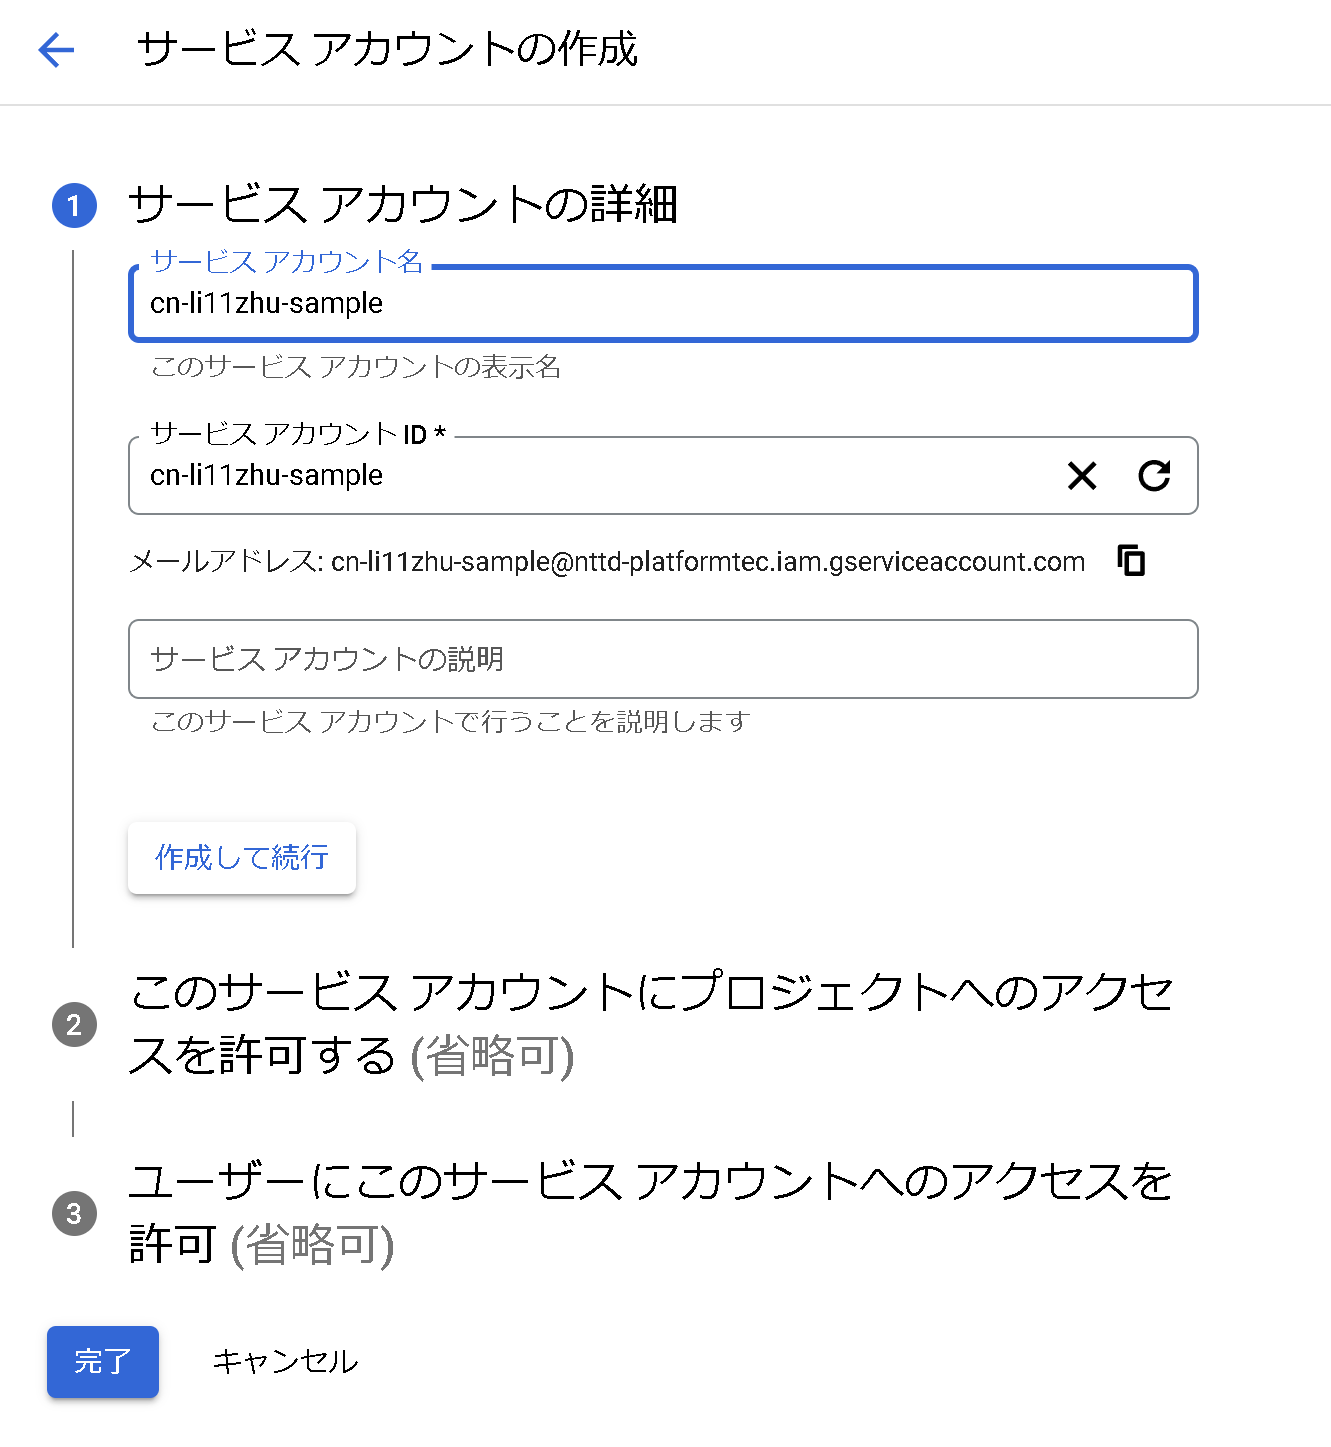 サービス アカウントの作成
1 サービス アカウントの詳細
サービス アカウント名
cn-li11zhu-sample
このサービス アカウントの表示名
サービス アカウント ID *
cn-li11zhu-sample
メールアドレス: cn-li11zhu-sample@nttd-platformtec.iam.gserviceaccount.com
サービス アカウントの説明
このサービス アカウントで行うことを説明します
作成して続行
2 このサービス アカウントにプロジェクトへのアクセ
スを許可する (省略可)
3 ユーザーにこのサービス アカウントへのアクセスを
許可 (省略可)
完了 キャンセル